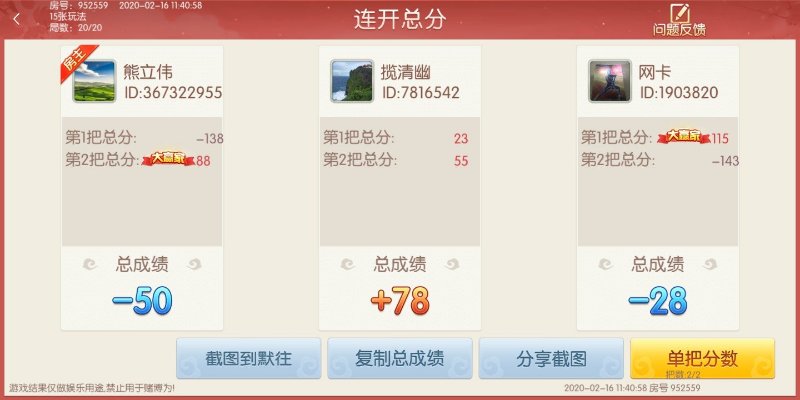 房号：952559 2020-02-16 11:40:58
15张玩法
局数：20/20
连开总分
问题反馈
房主
熊立伟
ID:367322955
第1把总分： -138
第2把总分： 大赢家 88
总成绩
-50
揽清幽
ID:7816542
第1把总分： 23
第2把总分： 55
总成绩
+78
网卡
ID:1903820
第1把总分： 大赢家 115
第2把总分： -143
总成绩
-28
截图到默往
复制总成绩
分享截图
单把分数
把数:2/2
游戏结果仅做娱乐用途,禁止用于赌博为!
2020-02-16 11:40:58 房号 952559